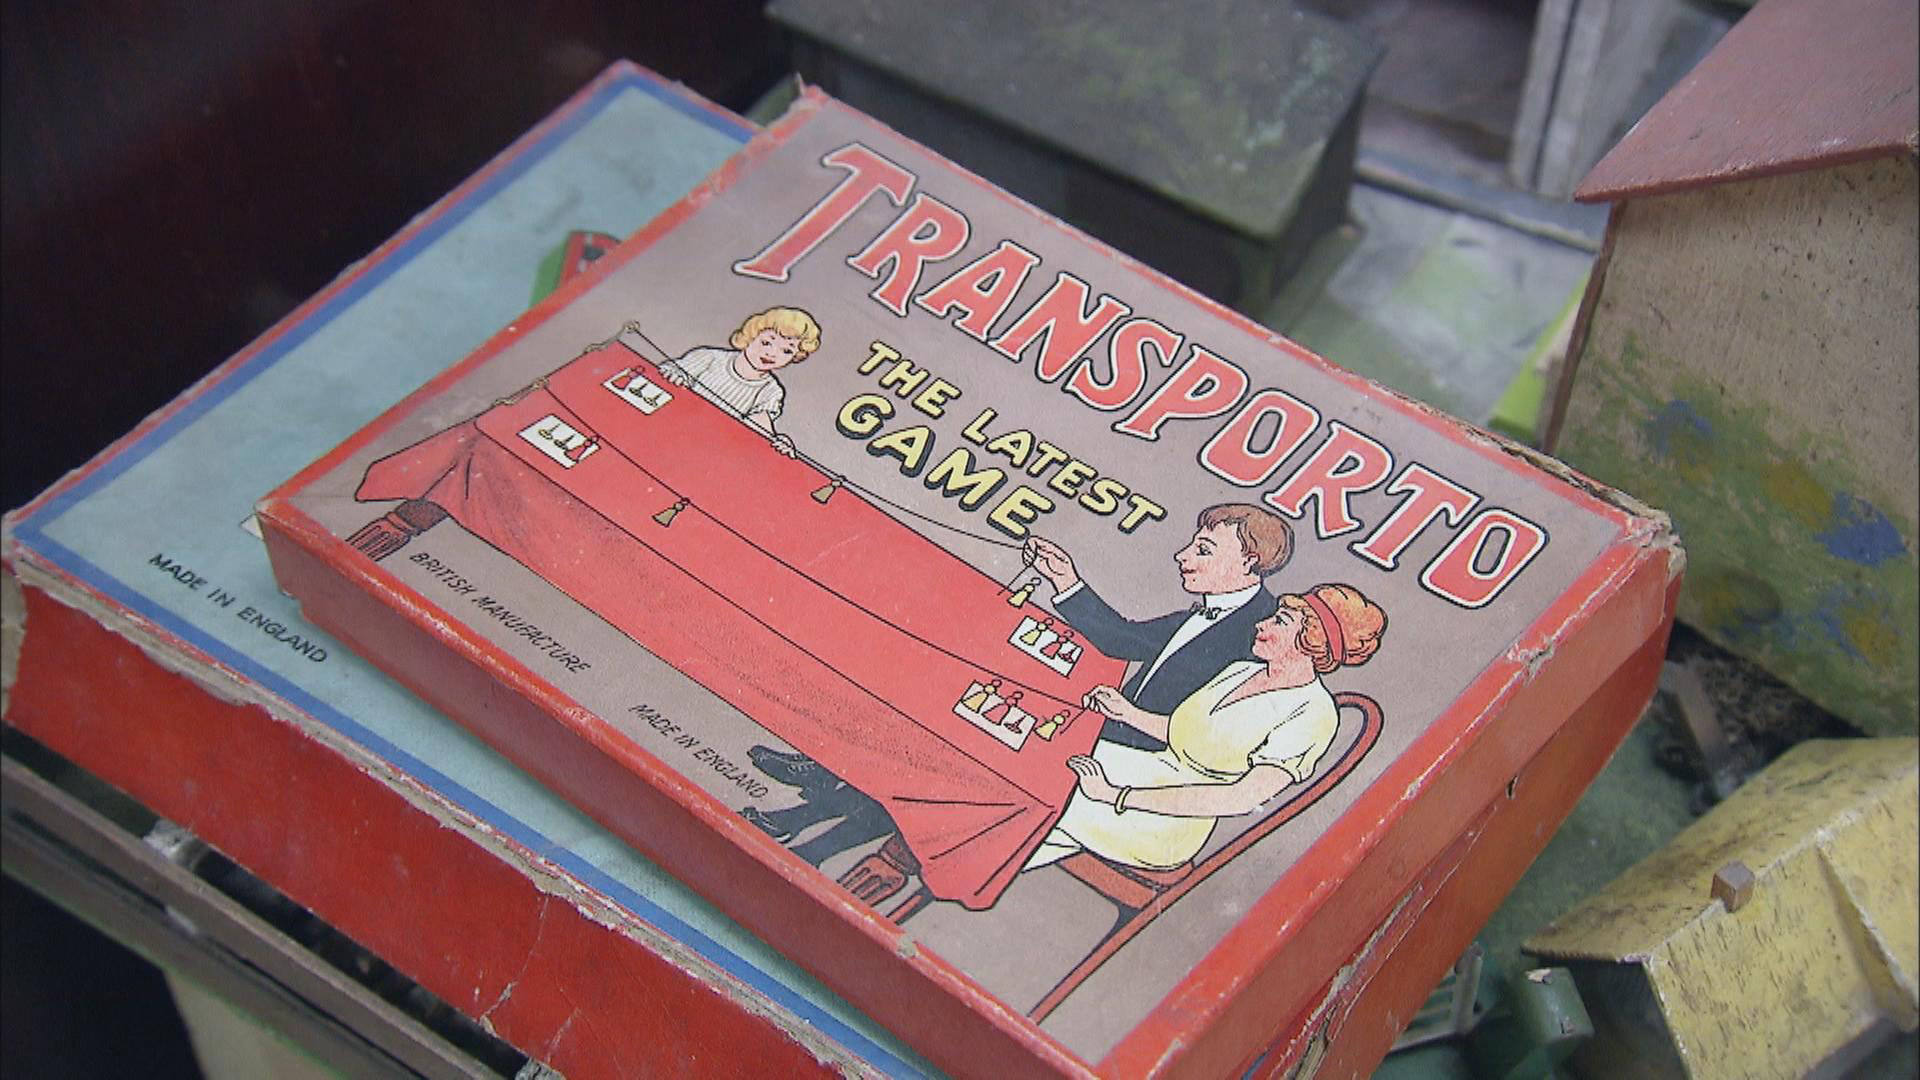 TRANSPORTO
THE LATEST
GAME
BRITISH MANUFACTURE
MADE IN ENGLAND
MADE IN ENGLAND